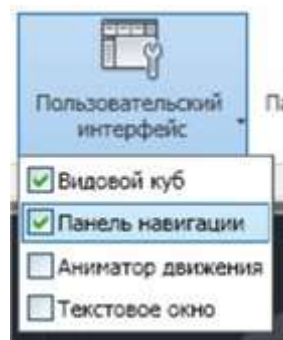 Пользовательский
интерфейс
Видовой куб
Панель навигации
Аниматор движения
Текстовое окно